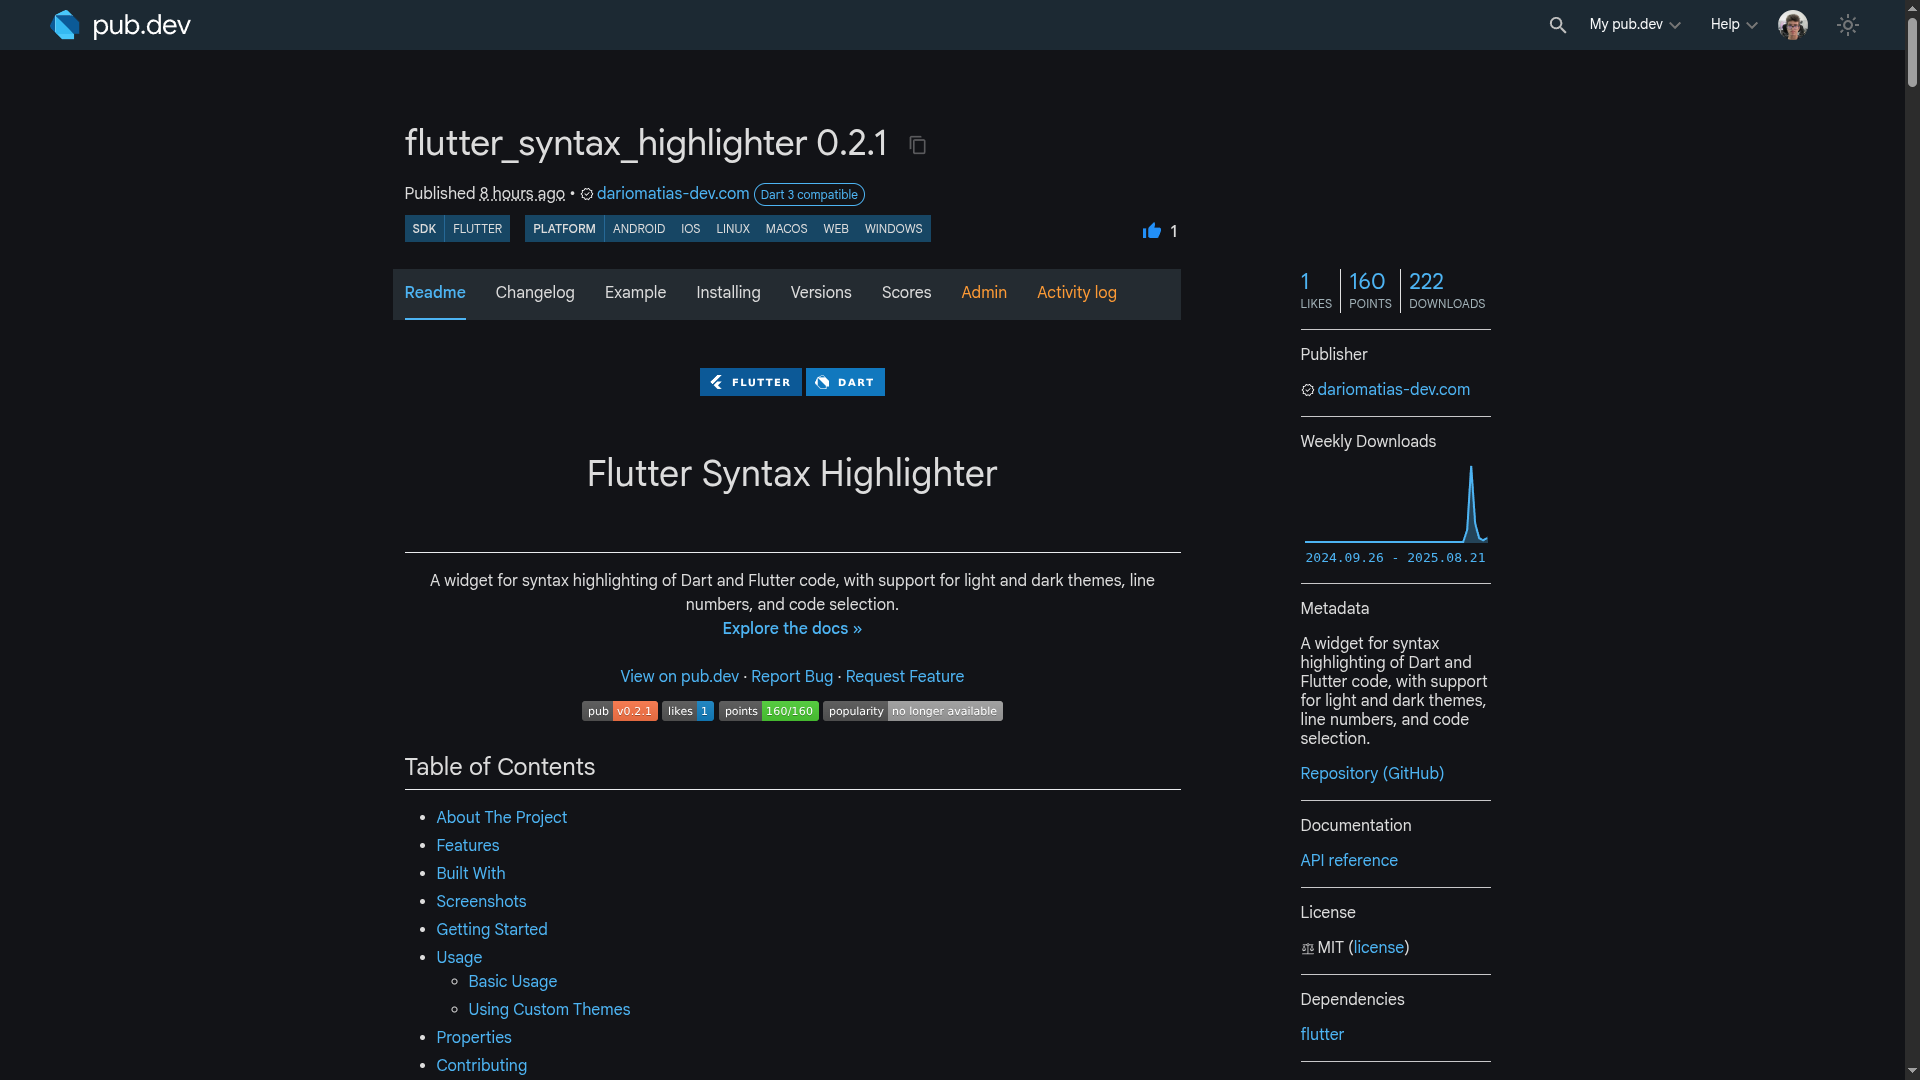 pub.dev
My pub.dev
Help
flutter_syntax_highlighter 0.2.1
Published 8 hours ago • dariomatias-dev.com Dart 3 compatible
SDK FLUTTER PLATFORM ANDROID IOS LINUX MACOS WEB WINDOWS
1
Readme Changelog Example Installing Versions Scores Admin Activity log
FLUTTER DART
Flutter Syntax Highlighter
A widget for syntax highlighting of Dart and Flutter code, with support for light and dark themes, line
numbers, and code selection.
Explore the docs »
View on pub.dev · Report Bug · Request Feature
pub v0.2.1 likes 1 points 160/160 popularity no longer available
Table of Contents
• About The Project
• Features
• Built With
• Screenshots
• Getting Started
• Usage
◦ Basic Usage
◦ Using Custom Themes
• Properties
• Contributing
1 160 222
LIKES POINTS DOWNLOADS
Publisher
dariomatias-dev.com
Weekly Downloads
2024.09.26 - 2025.08.21
Metadata
A widget for syntax
highlighting of Dart and
Flutter code, with support
for light and dark themes,
line numbers, and code
selection.
Repository (GitHub)
Documentation
API reference
License
MIT (license)
Dependencies
flutter